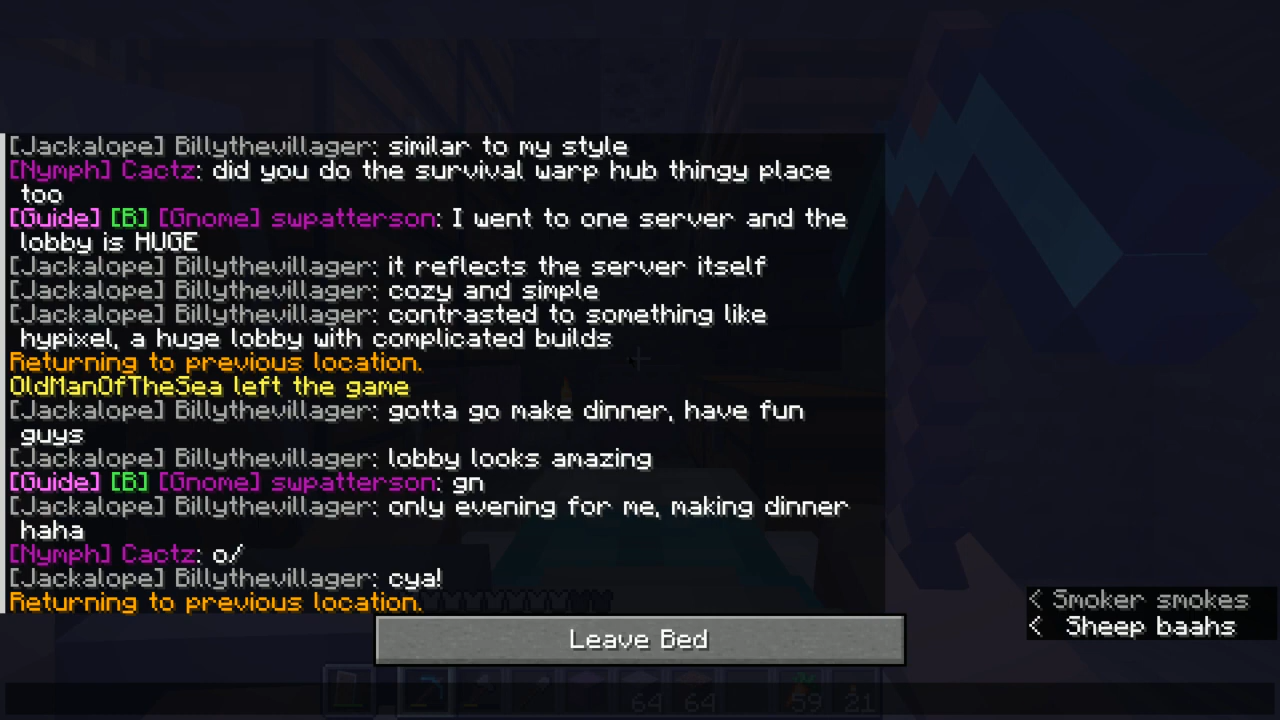 [Jackalope] Billythevillager: similar to my style
[Nymph] Cactz: did you do the survival warp hub thingy place
too
[Guide] [B] [Gnome] swpatterson: I went to one server and the
lobby is HUGE
[Jackalope] Billythevillager: it reflects the server itself
[Jackalope] Billythevillager: cozy and simple
[Jackalope] Billythevillager: contrasted to something like
hypixel, a huge lobby with complicated builds
Returning to previous location.
OldManOfTheSea left the game
[Jackalope] Billythevillager: gotta go make dinner, have fun
guys
[Jackalope] Billythevillager: lobby looks amazing
[Guide] [B] [Gnome] swpatterson: gn
[Jackalope] Billythevillager: only evening for me, making dinner
haha
[Nymph] Cactz: o/
[Jackalope] Billythevillager: cya!
Returning to previous location.
< Smoker smokes
< Sheep baahs
Leave Bed
64 64 59 21